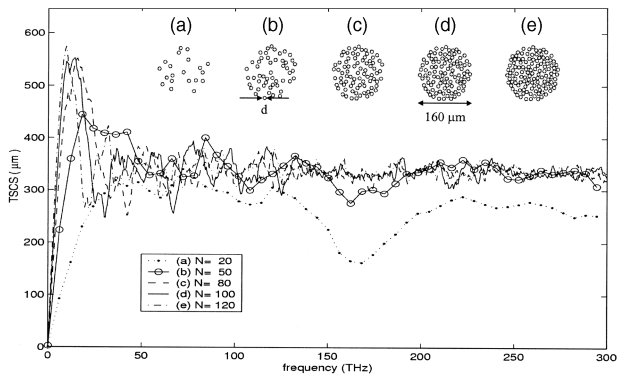 (a) (b) (c) (d) (e)
d
160 μm
TSCS (μm)
600
500
400
300
200
100
0
(a) N= 20
(b) N= 50
(c) N= 80
(d) N= 100
(e) N= 120
0 50 100 150 200 250 300
frequency (THz)